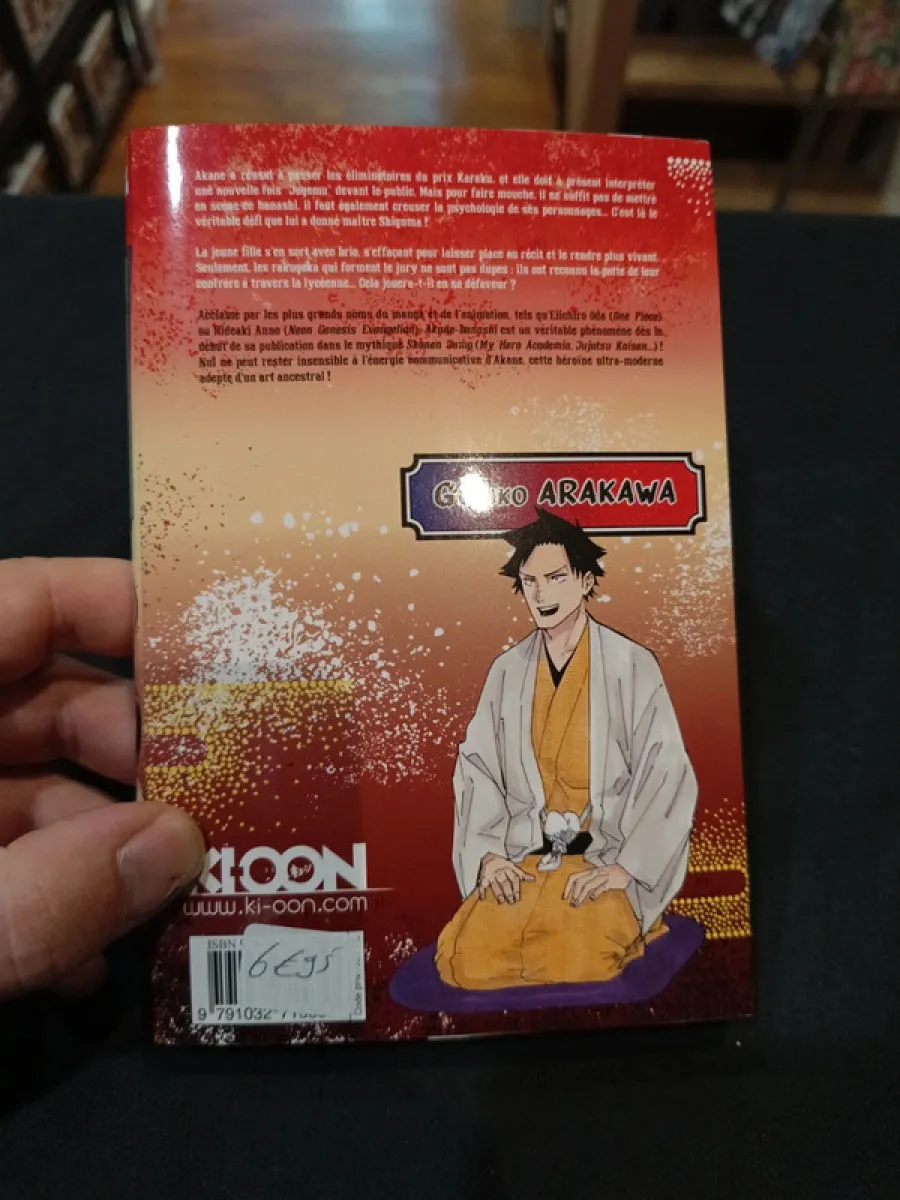 Akane a réussi à passer les éliminatoires du prix Karaku, et elle doit à présent interpréter
une nouvelle fois "Jugemu" devant le public. Mais pour faire mouche, il ne suffit pas de mettre
en scène ce hanashi, il faut également creuser la psychologie de ses personnages... C'est là le
véritable défi que lui a donné maître Shiguma !
La jeune fille s'en sort avec brio, s'effaçant pour laisser place au récit et le rendre plus vivant.
Seulement, les rakugoka qui forment le jury ne sont pas dupes : ils ont reconnu la patte de leur
confrère à travers la lycéenne... Cela jouera-t-il en sa défaveur ?
Acclamé par les plus grands noms du manga et de l'animation, tels qu'Eiichiro Oda (One Piece)
ou Hideaki Anno (Neon Genesis Evangelion), Akane-banashi est un véritable phénomène dès le
début de sa publication dans le mythique Shonen Jump (My Hero Academia, Jujutsu Kaisen...) !
Nul ne peut rester insensible à l'énergie communicative d'Akane, cette héroïne ultra-moderne
adepte d'un art ancestral !
ARAKAWA
KI-OON
www.ki-oon.com
ISBN
6€95
9 791032